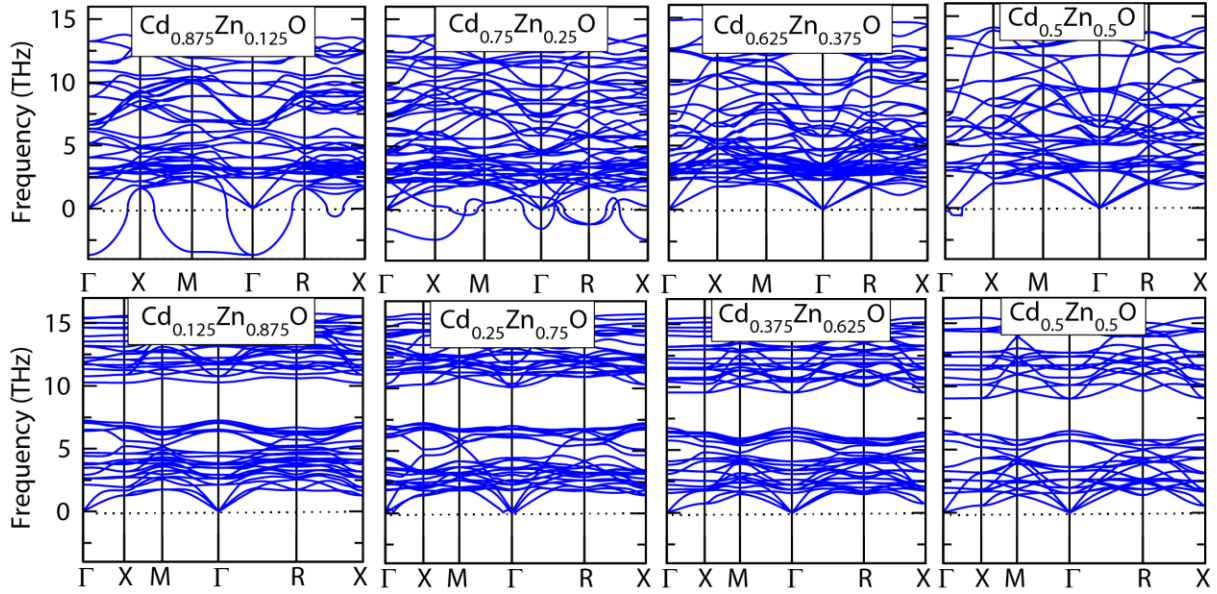 Cd0.875Zn0.125O
Cd0.75Zn0.25O
Cd0.625Zn0.375O
Cd0.5Zn0.5O
Frequency (THz)
15
10
5
0
Γ X M Γ R X
Γ X M Γ R X
Γ X M Γ R X
Γ X M Γ R X
Cd0.125Zn0.875O
Cd0.25Zn0.75O
Cd0.375Zn0.625O
Cd0.5Zn0.5O
Frequency (THz)
15
10
5
0
Γ X M Γ R X
Γ X M Γ R X
Γ X M Γ R X
Γ X M Γ R X